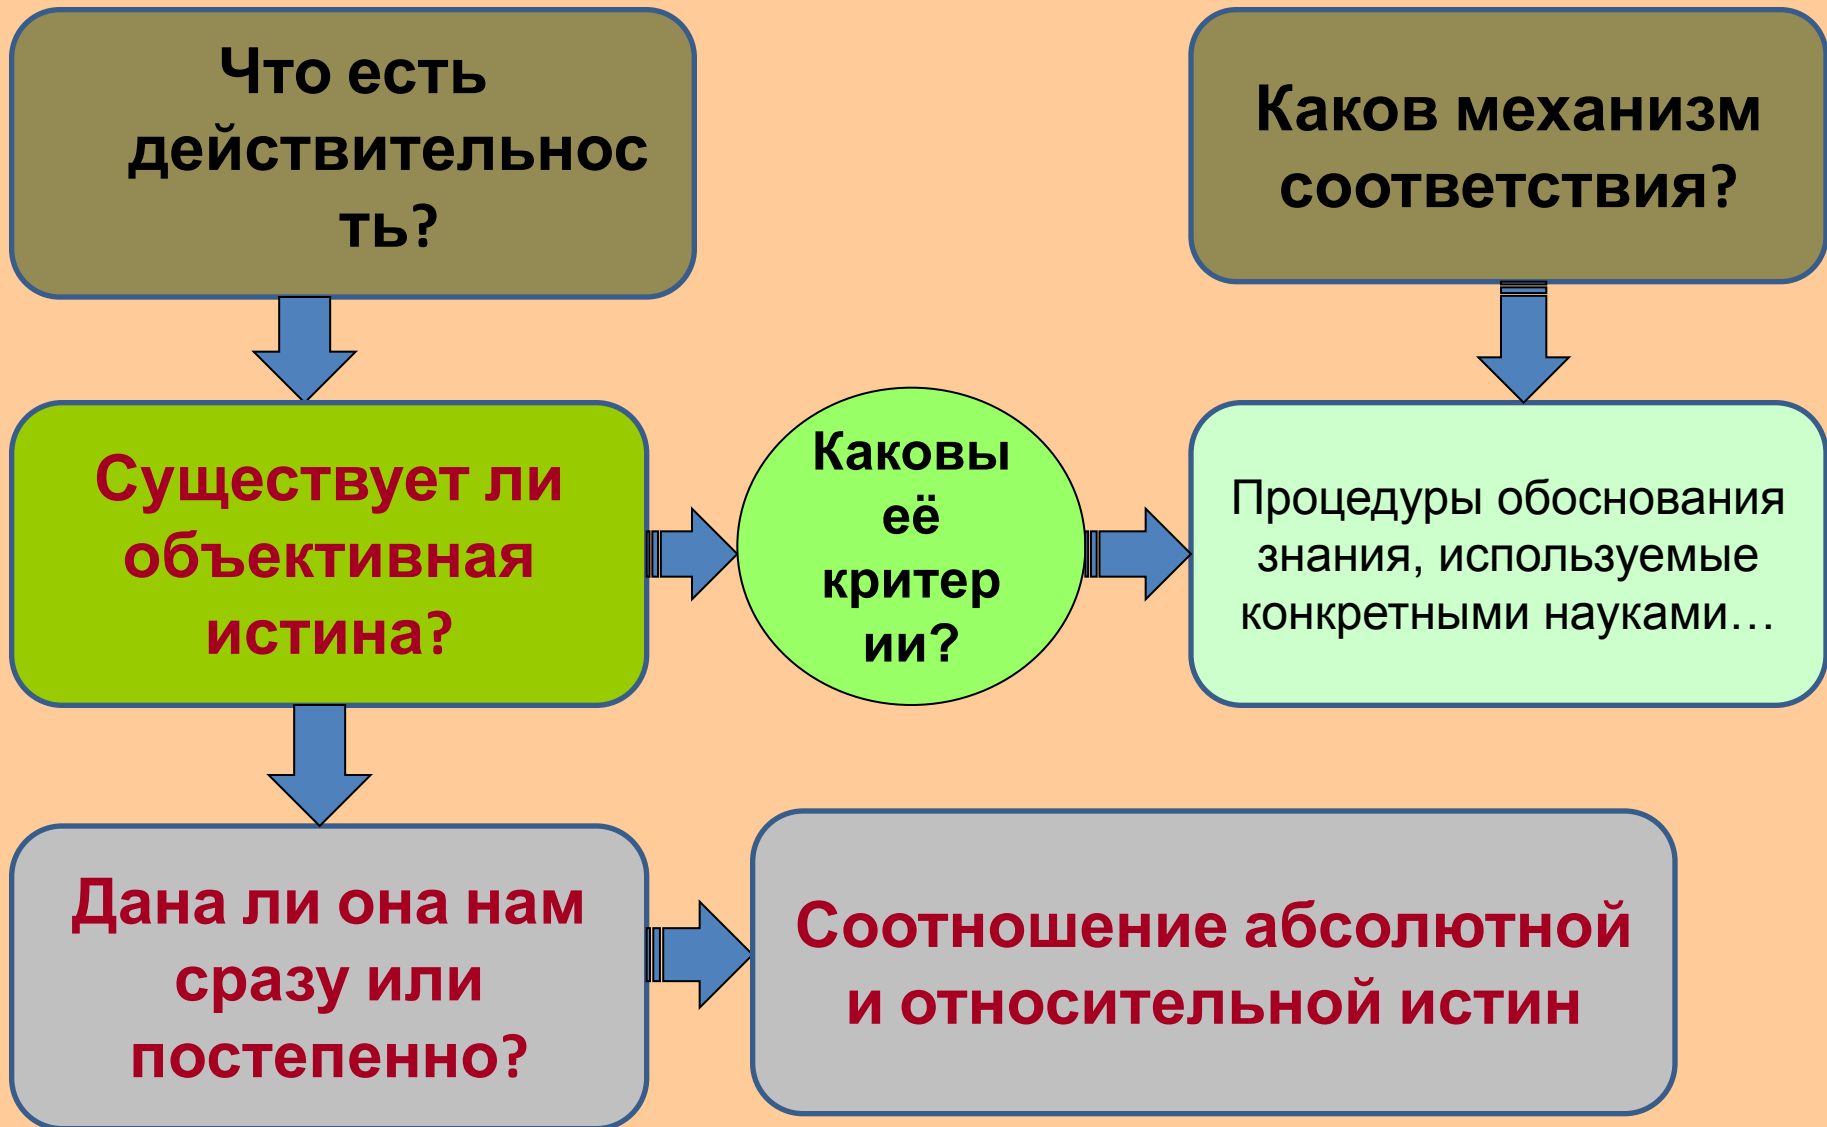 Что есть
действительнос
ть?
Каков механизм
соответствия?
Существует ли
объективная
истина?
Каковы
её
критер
ии?
Процедуры обоснования
знания, используемые
конкретными науками…
Дана ли она нам
сразу или
постепенно?
Соотношение абсолютной
и относительной истин